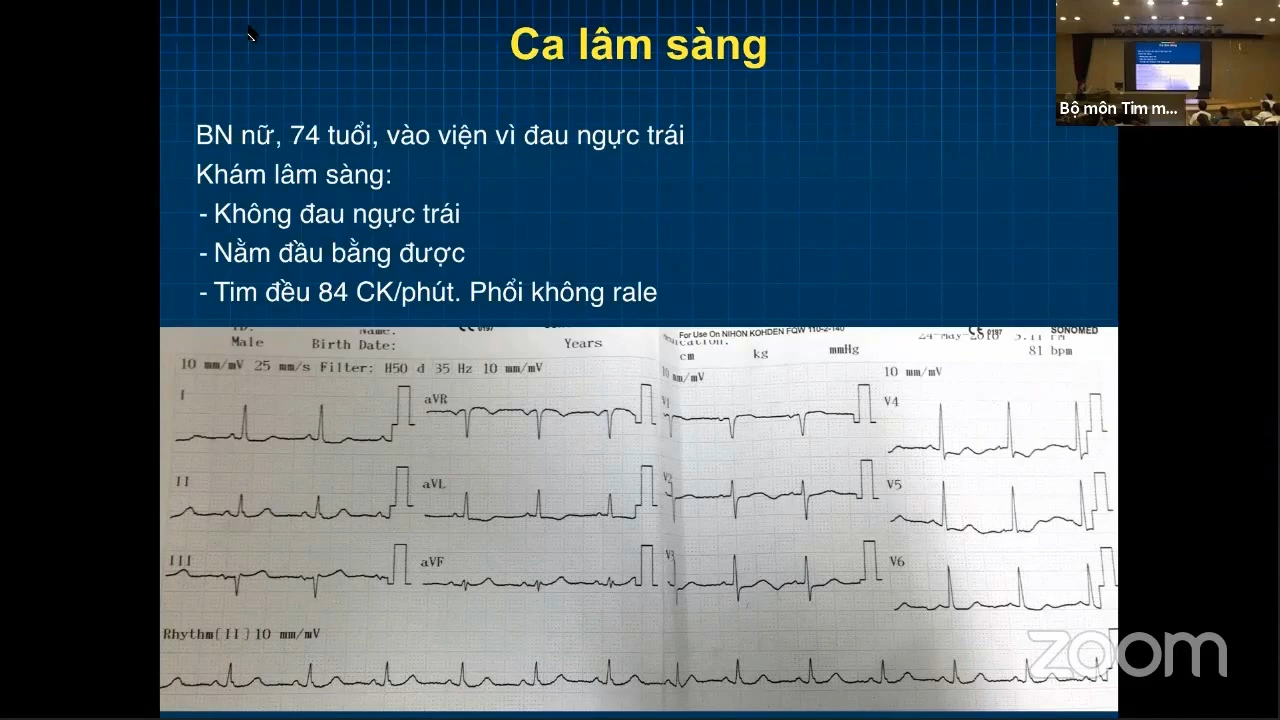 Ca lâm sàng
Bộ môn Tim m...
BN nữ, 74 tuổi, vào viện vì đau ngực trái
Khám lâm sàng:
- Không đau ngực trái
- Nằm đầu bằng được
- Tim đều 84 CK/phút. Phổi không rale
ID: Name:
For Use On NIHON KOHDEN FQW 110-2-140
CE 0197
SONOMED
Male Birth Date: Years
cm kg mmHg
81 bpm
10 mm/mV 25 mm/s Filter: H50 d 35 Hz 10 mm/mV
10 mm/mV
10 mm/mV
I
aVR
V1
V4
II
aVL
V2
V5
III
aVF
V3
V6
Rhythm[II]10 mm/mV
zoom